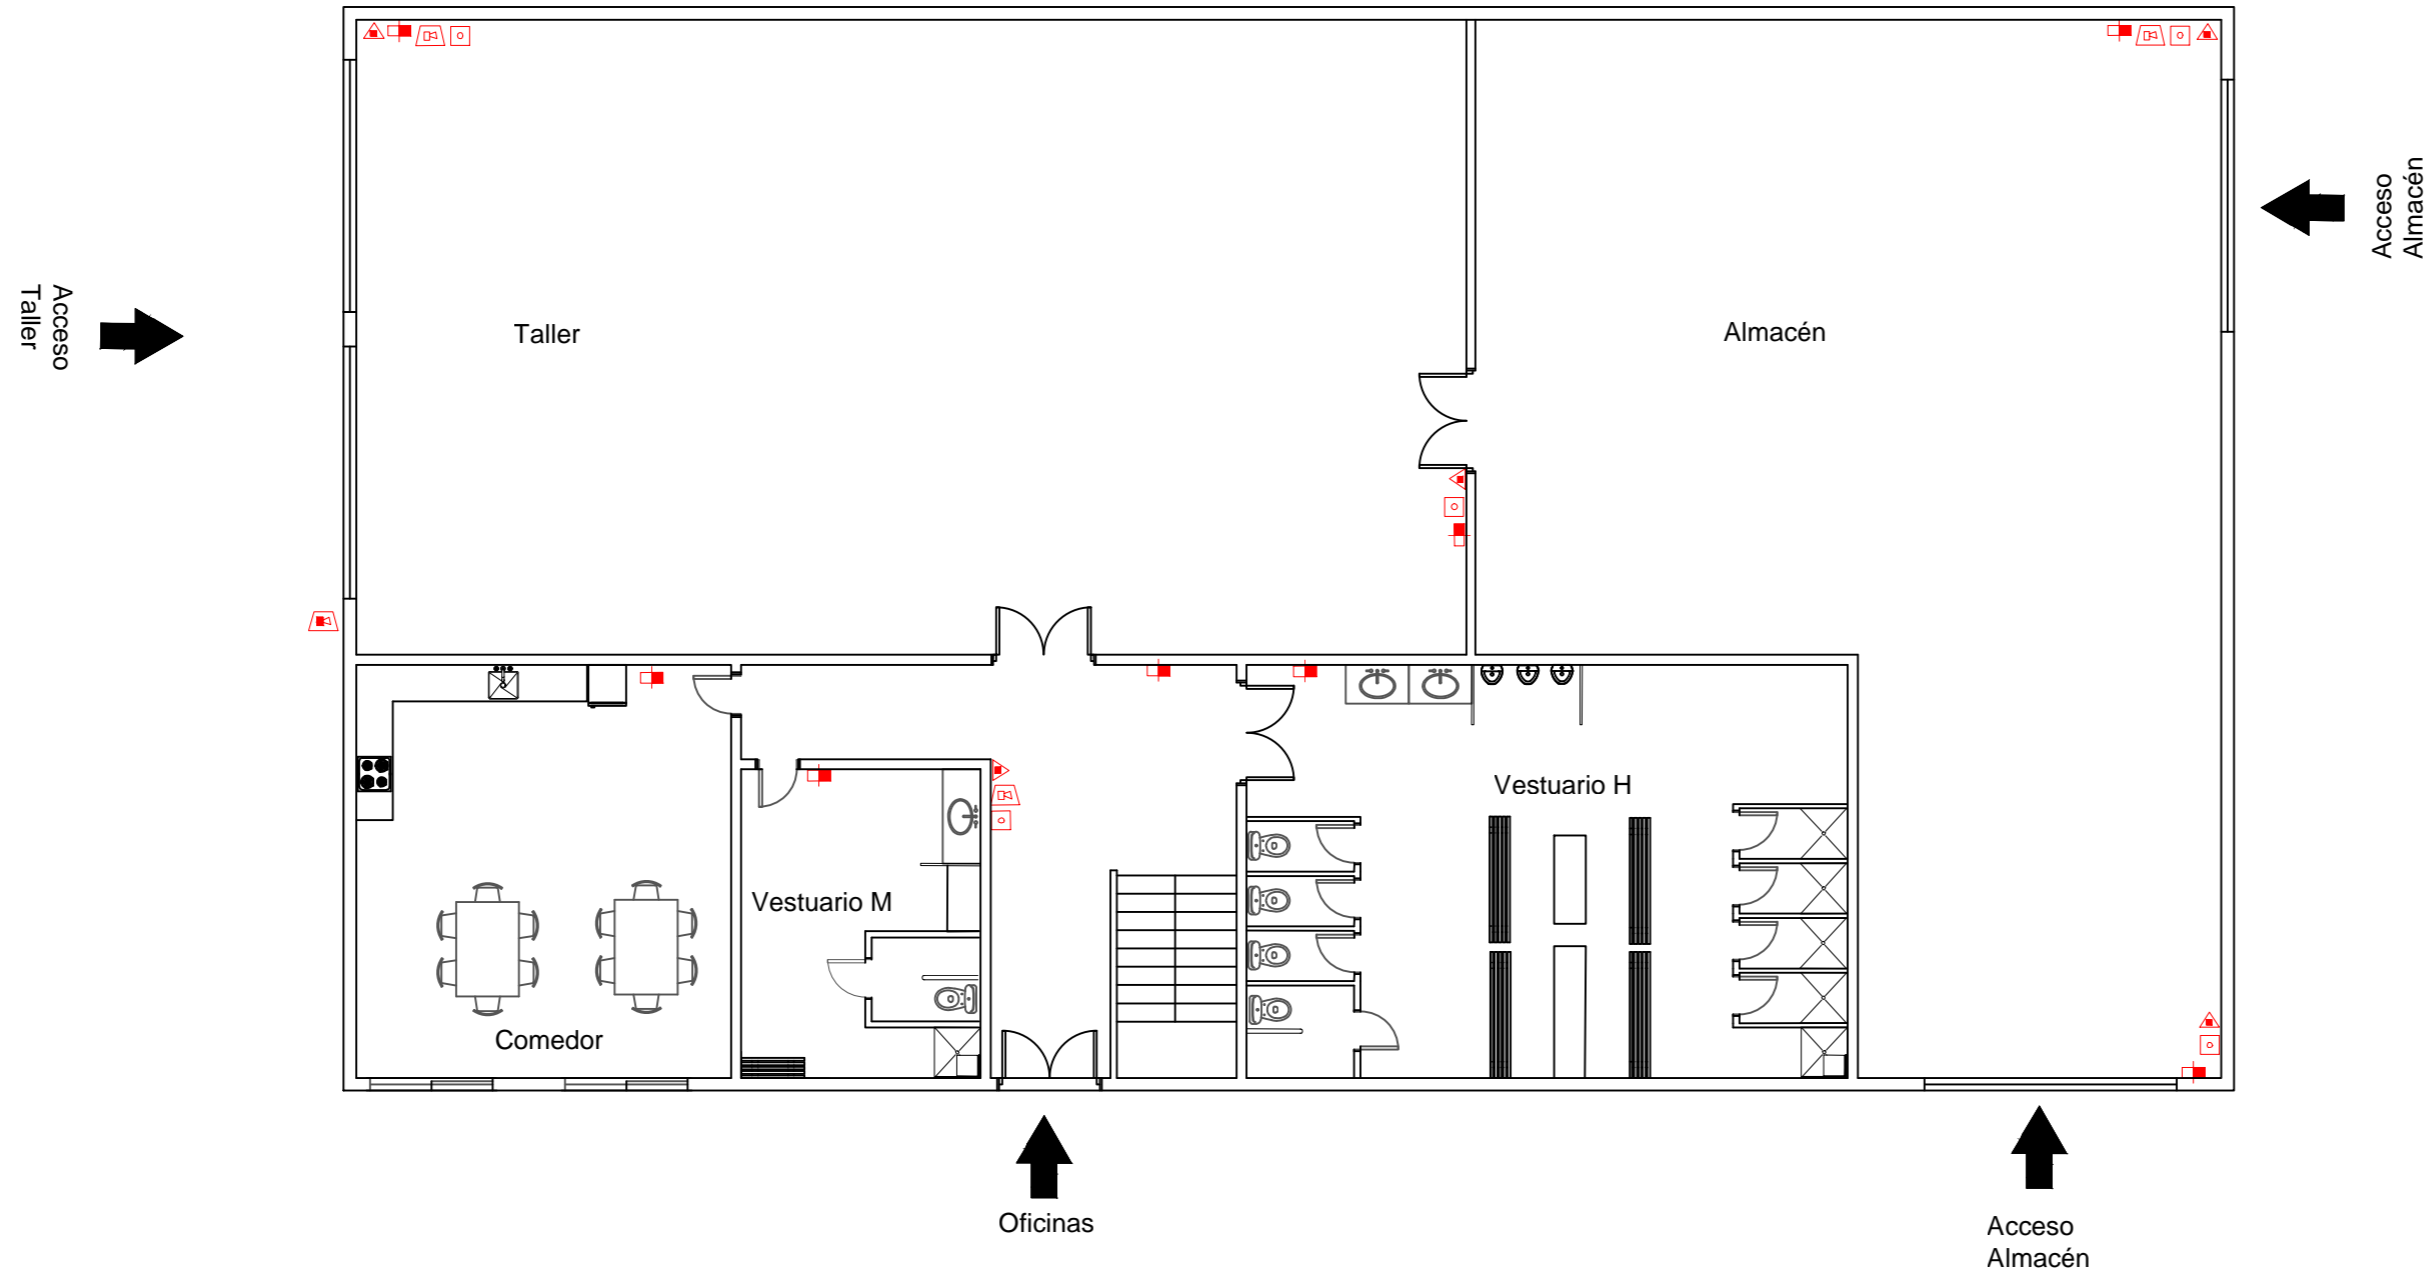 Acceso
Almacén
Acceso
Taller
Taller
Almacén
Vestuario H
Vestuario M
Comedor
Oficinas
Acceso
Almacén